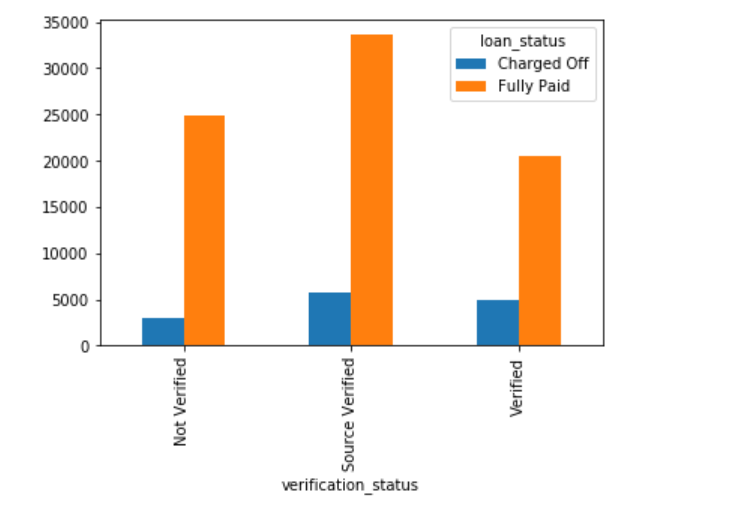 35000
30000
25000
20000
15000
10000
5000
0
loan_status
Charged Off
Fully Paid
Not Verified
Source Verified
Verified
verification_status